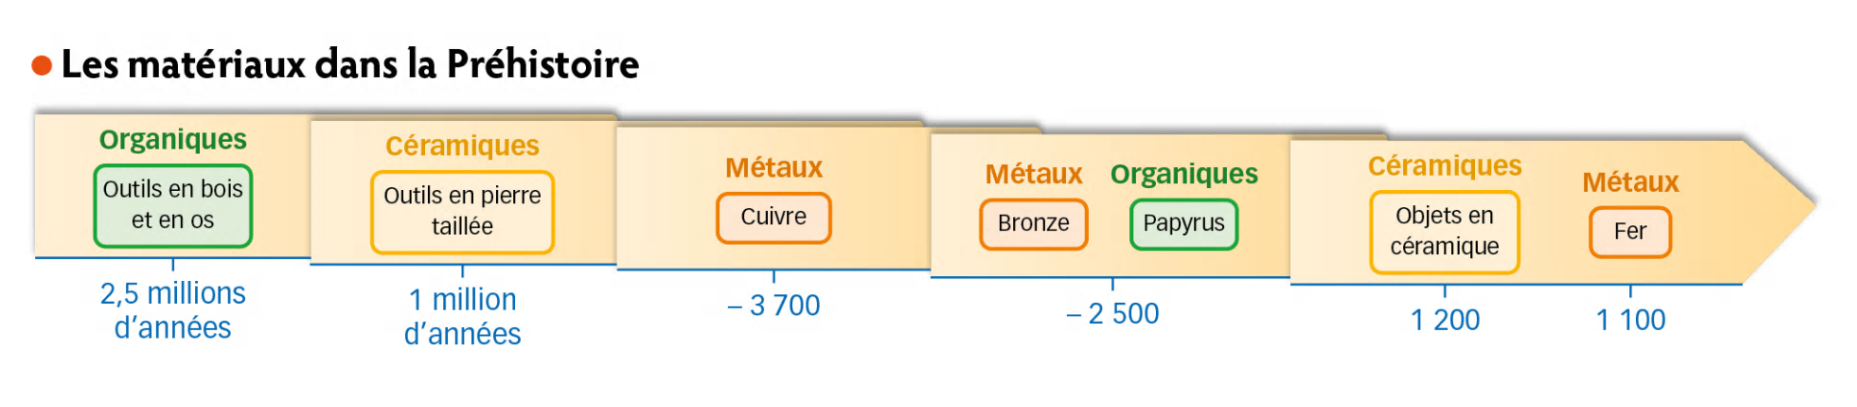 ● Les matériaux dans la Préhistoire
Organiques
Outils en bois
et en os
2,5 millions
d'années
Céramiques
Outils en pierre
taillée
1 million
d'années
Métaux
Cuivre
– 3 700
Métaux
Bronze
Organiques
Papyrus
– 2 500
Céramiques
Objets en
céramique
1 200
Métaux
Fer
1 100